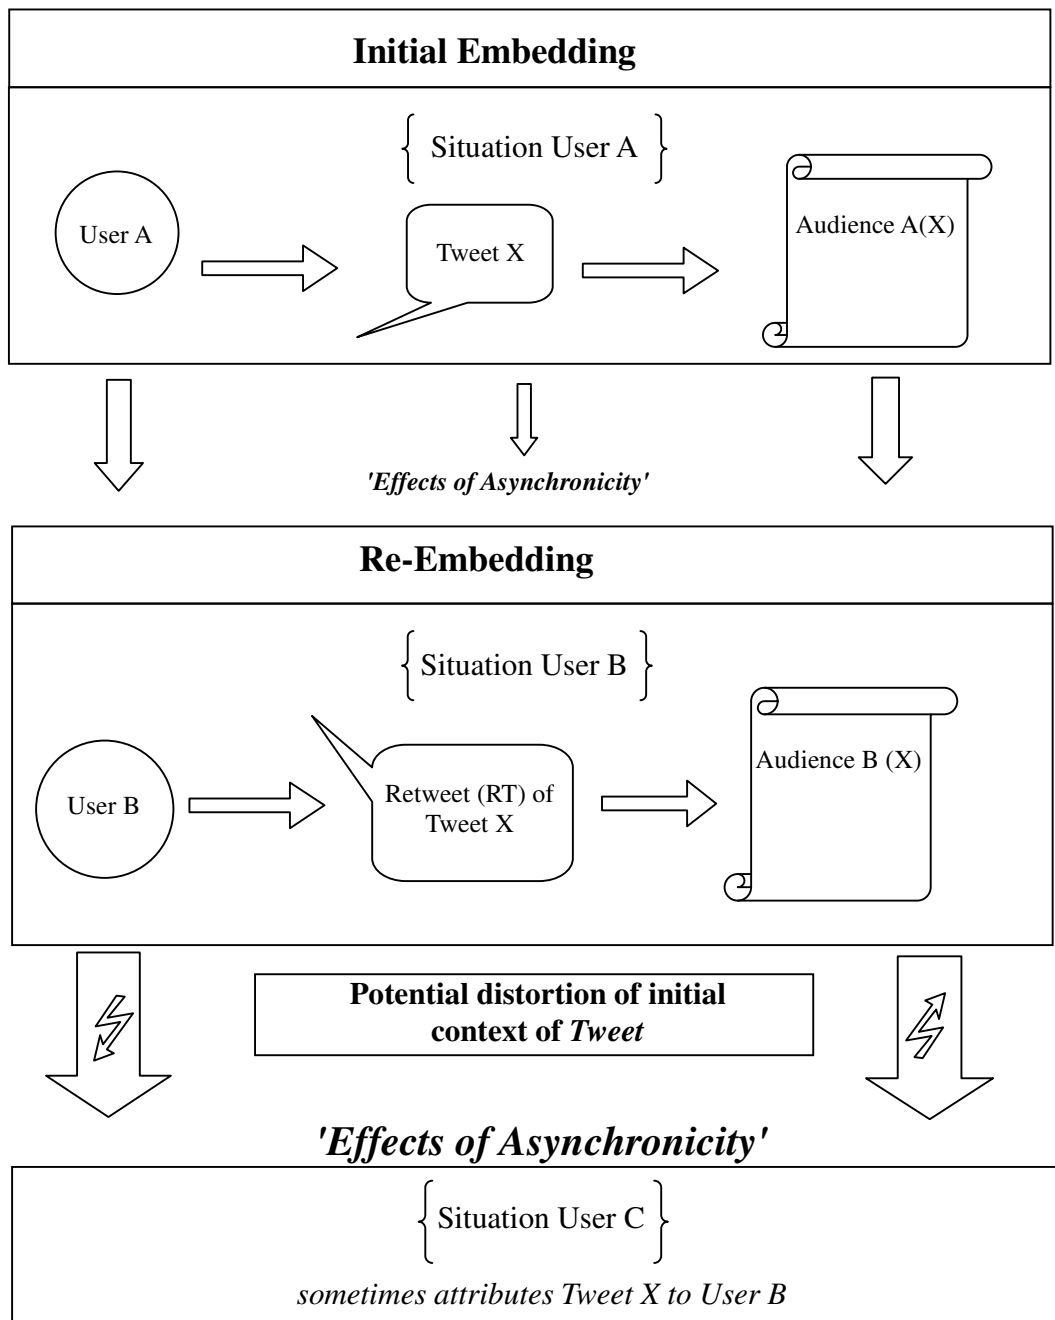 Initial Embedding
Situation User A
User A
Tweet X
Audience A(X)
'Effects of Asynchronicity'
Re-Embedding
Situation User B
User B
Retweet (RT) of
Tweet X
Audience B (X)
Potential distortion of initial
context of Tweet
'Effects of Asynchronicity'
Situation User C
sometimes attributes Tweet X to User B